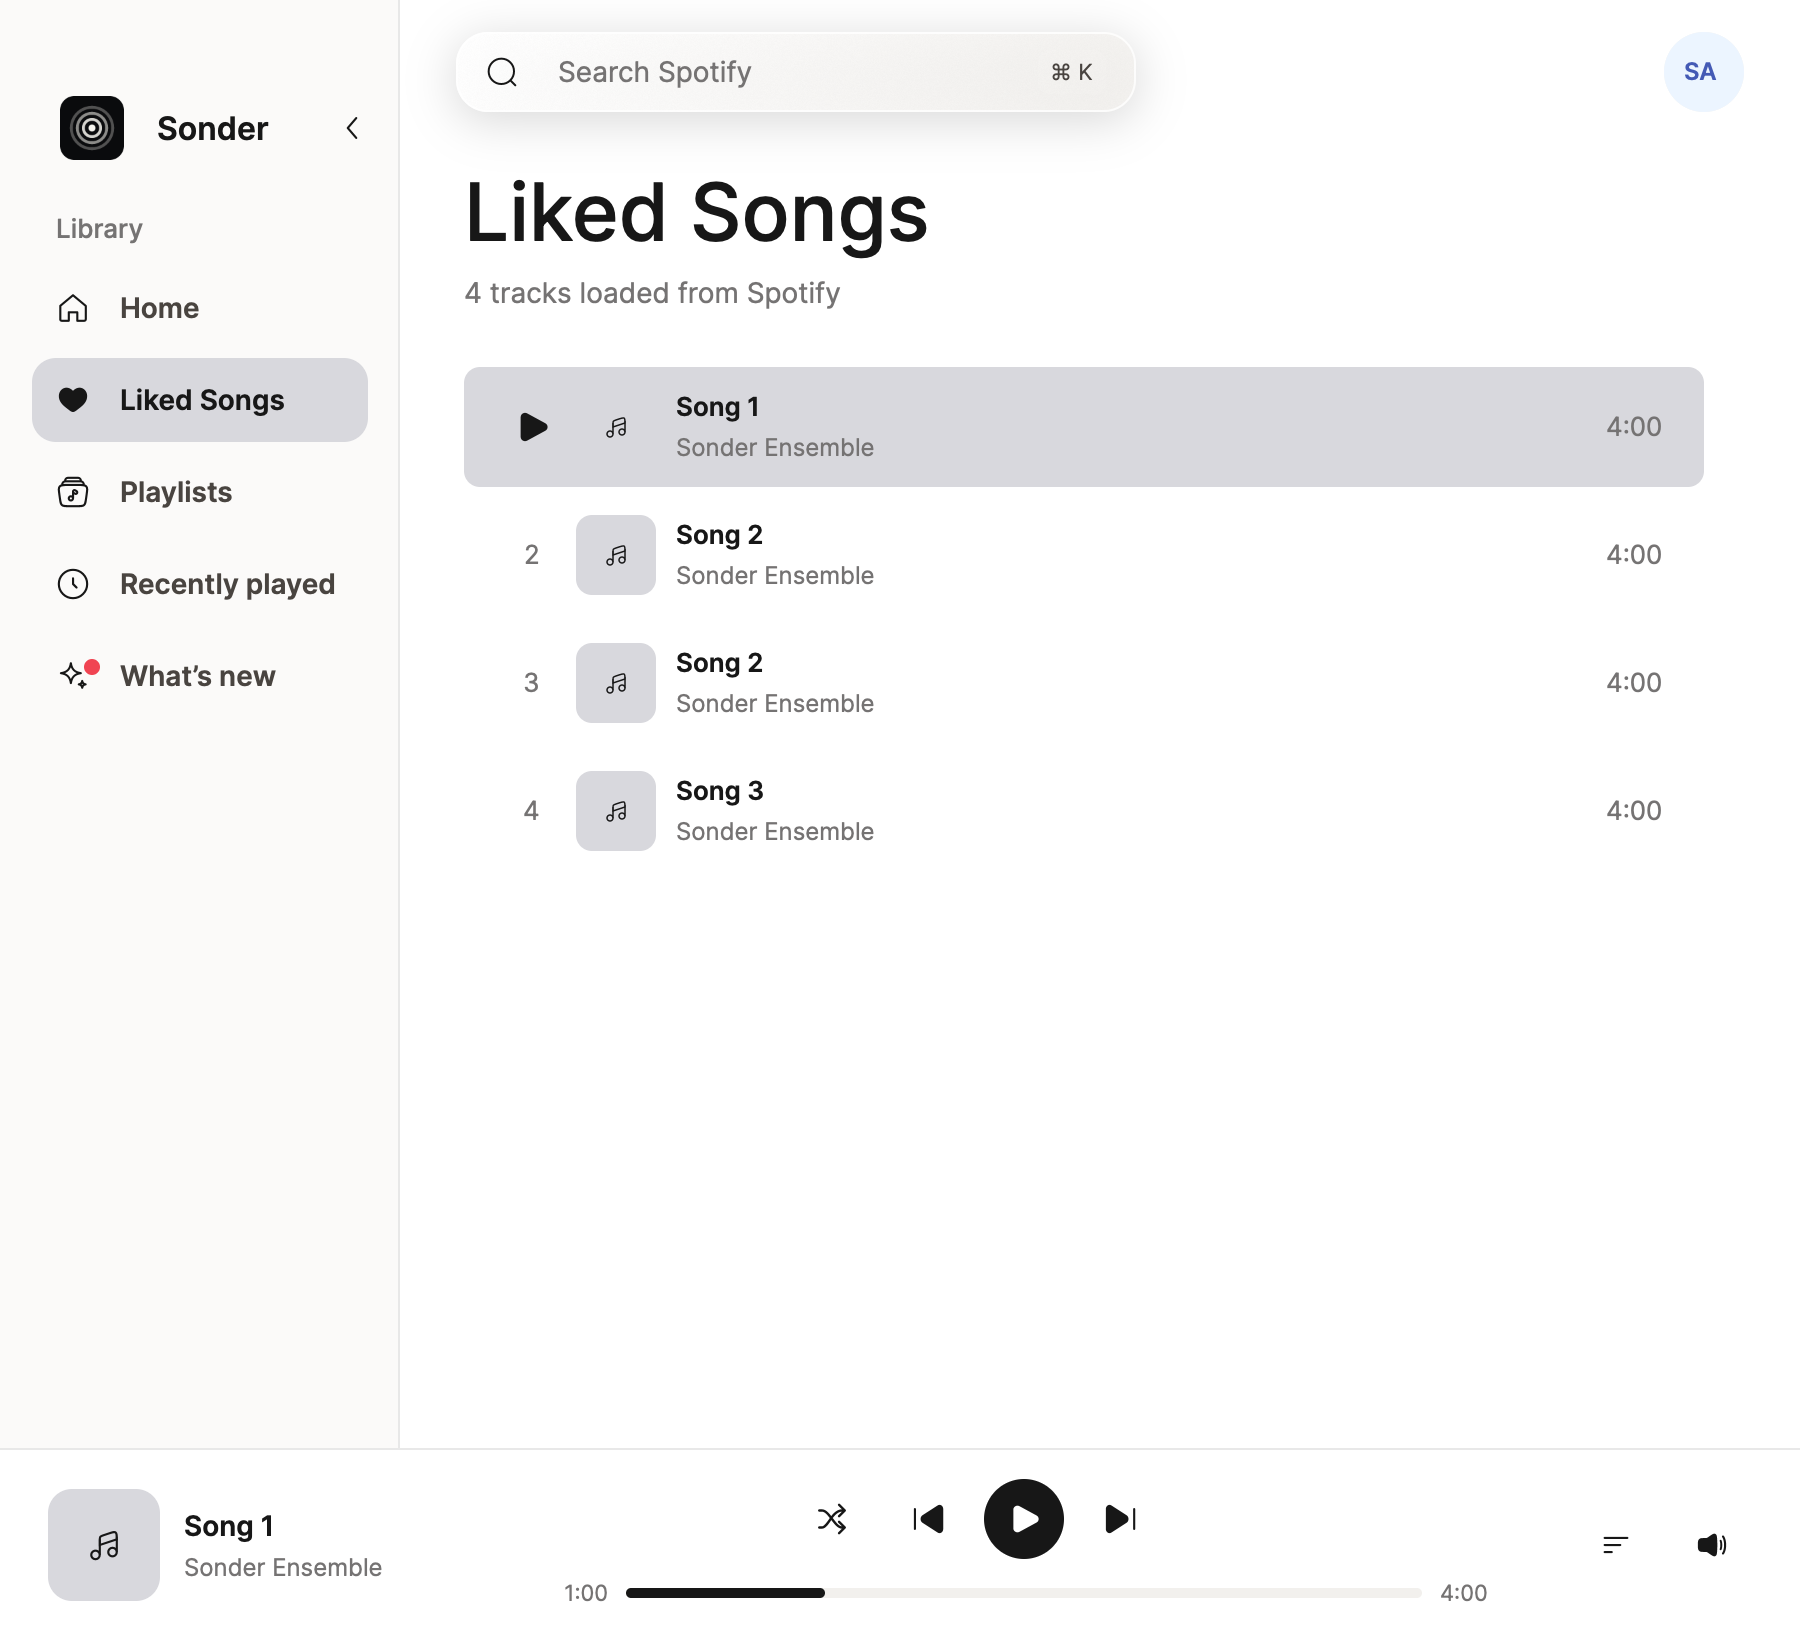 Search Spotify
⌘ K
SA
Sonder
Library
Home
Liked Songs
Playlists
Recently played
What’s new
Liked Songs
4 tracks loaded from Spotify
Song 1
Sonder Ensemble
4:00
2
Song 2
Sonder Ensemble
4:00
3
Song 2
Sonder Ensemble
4:00
4
Song 3
Sonder Ensemble
4:00
Song 1
Sonder Ensemble
1:00
4:00